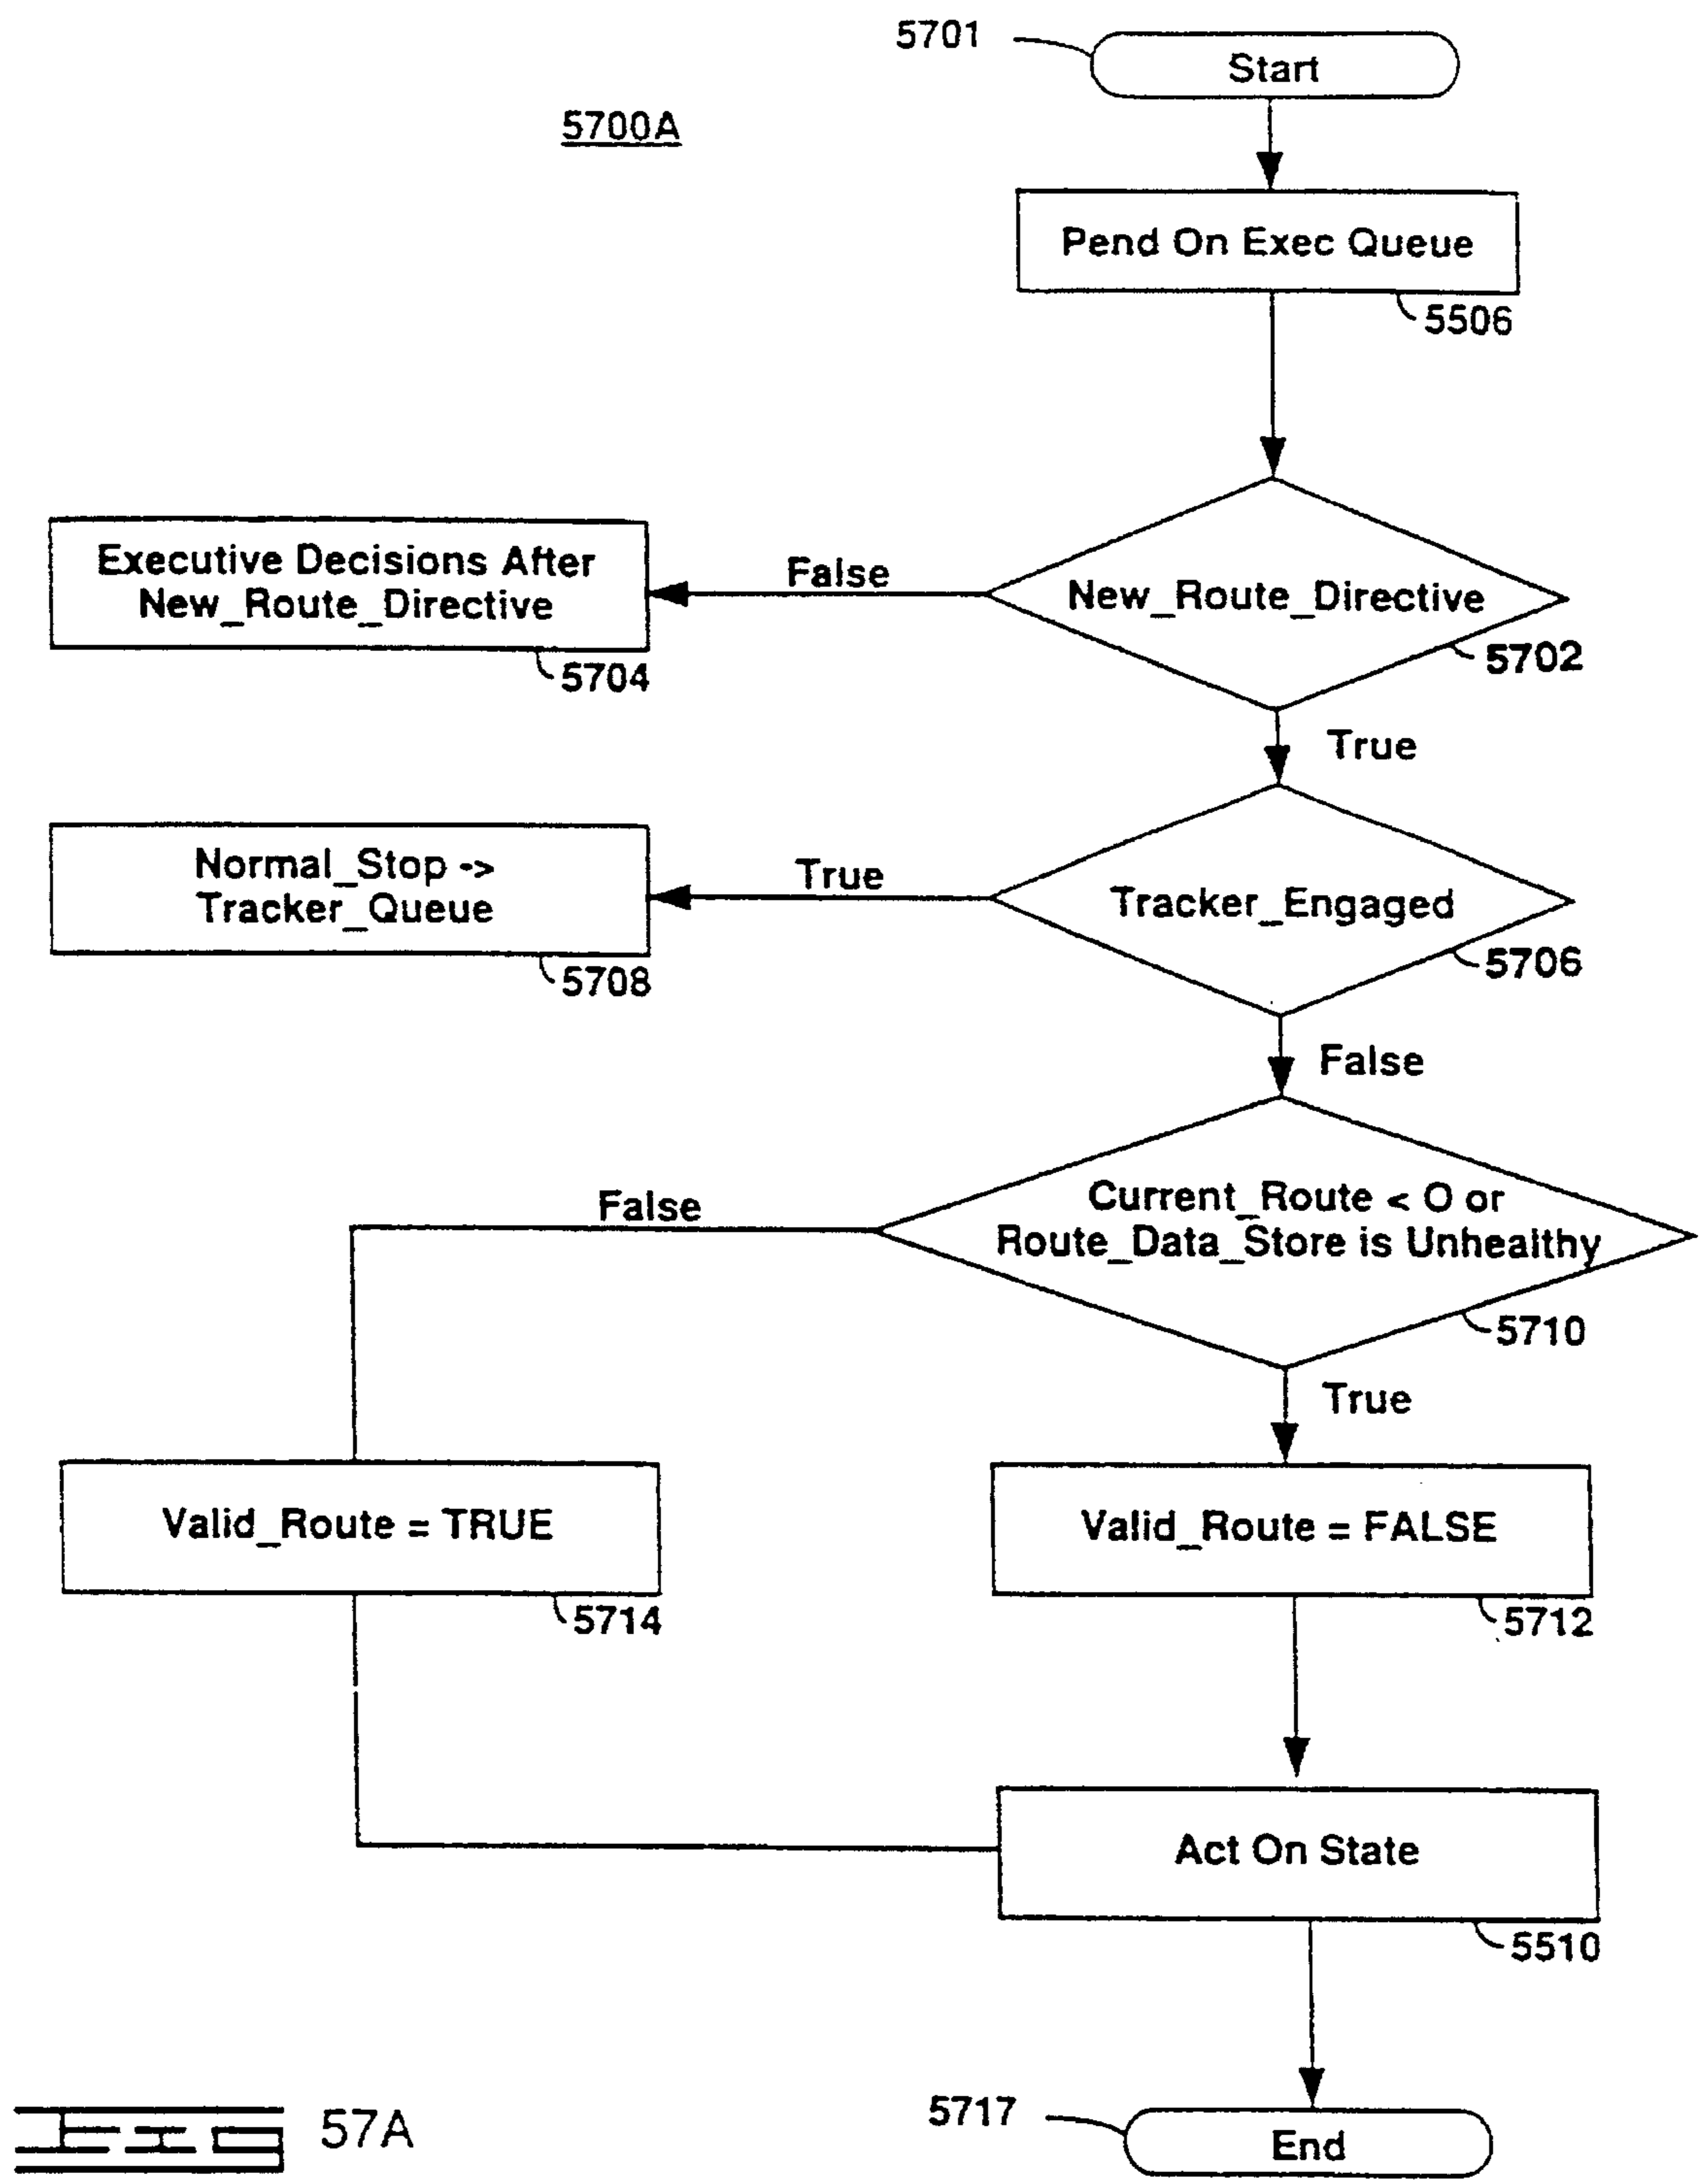 5701
Start
5700A
Pend On Exec Queue
5506
Executive Decisions After
New_Route_Directive
5704
False
New_Route_Directive
5702
True
Normal_Stop ->
Tracker_Queue
5708
True
Tracker_Engaged
5706
False
False
Current_Route < O or
Route_Data_Store is Unhealthy
5710
True
Valid_Route = TRUE
5714
Valid_Route = FALSE
5712
Act On State
5510
57A
5717
End